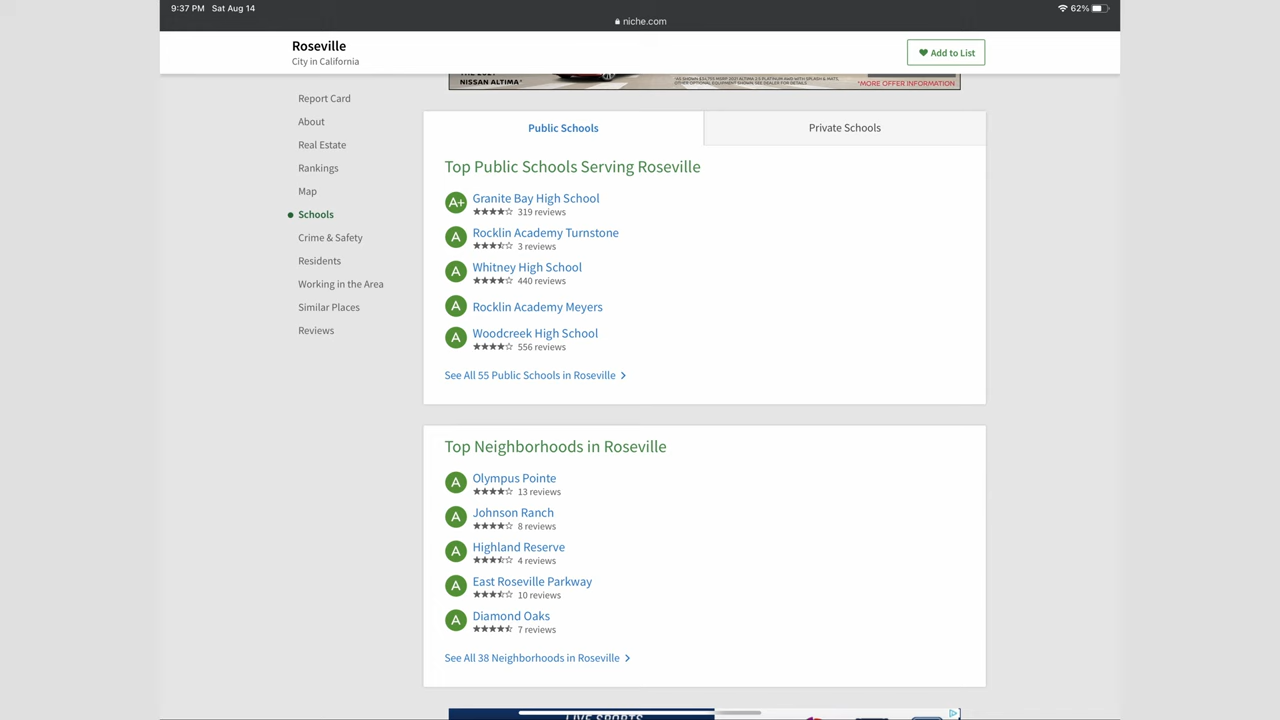 9:37 PM Sat Aug 14
62%
niche.com
Roseville
City in California
Add to List
NISSAN ALTIMA*
*MORE OFFER INFORMATION
Report Card
About
Real Estate
Rankings
Map
Schools
Crime & Safety
Residents
Working in the Area
Similar Places
Reviews
Public Schools
Private Schools
Top Public Schools Serving Roseville
A+ Granite Bay High School
319 reviews
A Rocklin Academy Turnstone
3 reviews
A Whitney High School
440 reviews
A Rocklin Academy Meyers
A Woodcreek High School
556 reviews
See All 55 Public Schools in Roseville
Top Neighborhoods in Roseville
A Olympus Pointe
13 reviews
A Johnson Ranch
8 reviews
A Highland Reserve
4 reviews
A East Roseville Parkway
10 reviews
A Diamond Oaks
7 reviews
See All 38 Neighborhoods in Roseville
LIVE SPORTS